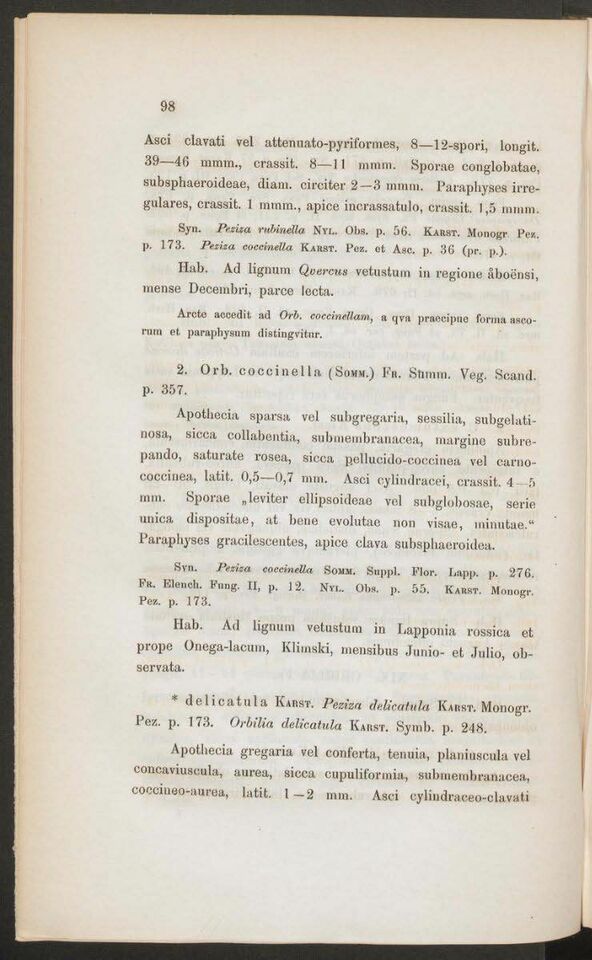 98
Asci clavati vel attenuato-pyriformes, 8—12-spori, longit.
39—46 mmm., crassit. 8—11 mmm. Sporae conglobatae,
subsphaeroideae, diam. circiter 2—3 mmm. Paraphyses irre-
gulares, crassit. 1 mmm., apice incrassatulo, crassit. 1,5 mmm.
Syn. Peziza rubinella Nyl. Obs. p. 56. Karst. Monogr Pez.
p. 173. Peziza coccinella Karst. Pez. et Asc. p. 36 (pr. p.).
Hab. Ad lignum Qvercus vetustum in regione åboënsi,
mense Decembri, parce lecta.
Arcte accedit ad Orb. coccinellam, a qva praecipue forma asco-
rum et paraphysum distingvitur.
2. Orb. coccinella (Somm.) Fr. Summ. Veg. Scand.
p. 357.
Apothecia sparsa vel subgregaria, sessilia, subgelati-
nosa, sicca collabentia, submembranacea, margine subre-
pando, saturate rosea, sicca pellucido-coccinea vel carno-
coccinea, latit. 0,5—0,7 mm. Asci cylindracei, crassit. 4—5
mm. Sporae „leviter ellipsoideae vel subglobosae, serie
unica dispositae, at bene evolutae non visae, minutae.“
Paraphyses gracilescentes, apice clava subsphaeroidea.
Syn. Peziza coccinella Somm. Suppl. Flor. Lapp. p. 276.
Fr. Elench. Fung. II, p. 12. Nyl. Obs. p. 55. Karst. Monogr.
Pez. p. 173.
Hab. Ad lignum vetustum in Lapponia rossica et
prope Onega-lacum, Klimski, mensibus Junio- et Julio, ob-
servata.
* delicatula Karst. Peziza delicatula Karst. Monogr.
Pez. p. 173. Orbilia delicatula Karst. Symb. p. 248.
Apothecia gregaria vel conferta, tenuia, planiuscula vel
concaviuscula, aurea, sicca cupuliformia, submembranacea,
coccineo-aurea, latit. 1—2 mm. Asci cylindraceo-clavati